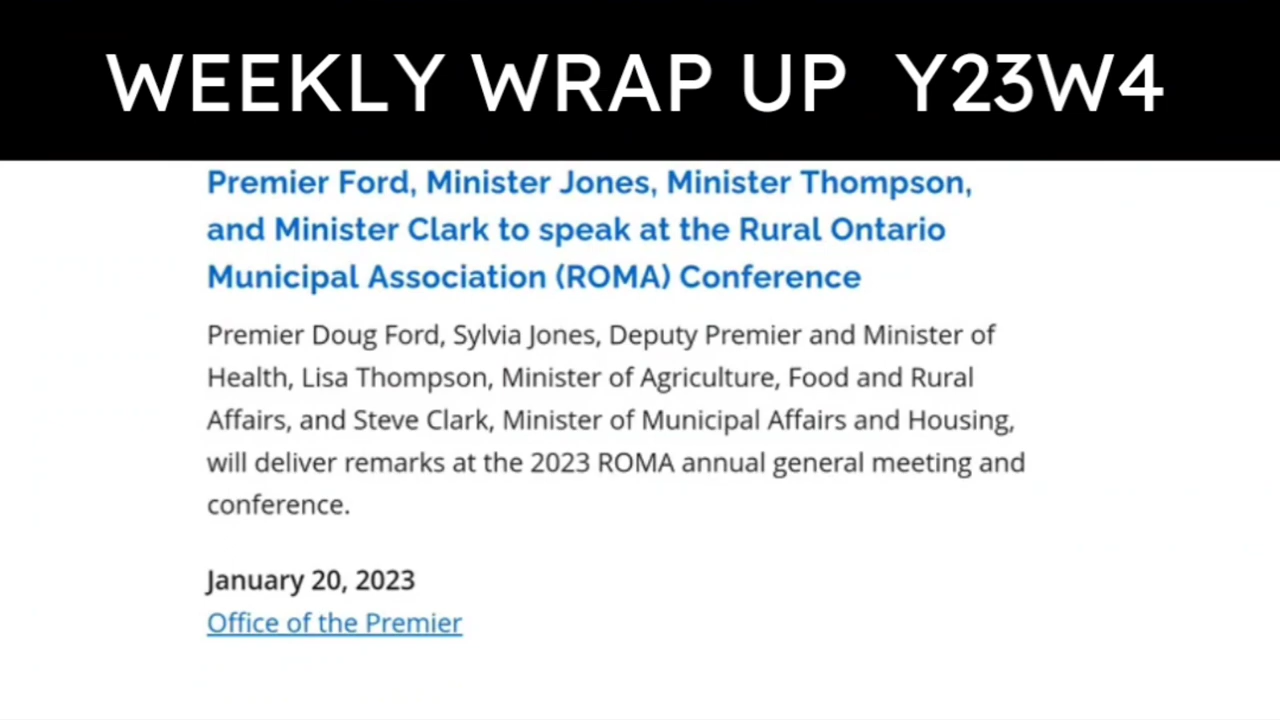 WEEKLY WRAP UP Y23W4
Premier Ford, Minister Jones, Minister Thompson,
and Minister Clark to speak at the Rural Ontario
Municipal Association (ROMA) Conference
Premier Doug Ford, Sylvia Jones, Deputy Premier and Minister of
Health, Lisa Thompson, Minister of Agriculture, Food and Rural
Affairs, and Steve Clark, Minister of Municipal Affairs and Housing,
will deliver remarks at the 2023 ROMA annual general meeting and
conference.
January 20, 2023
Office of the Premier